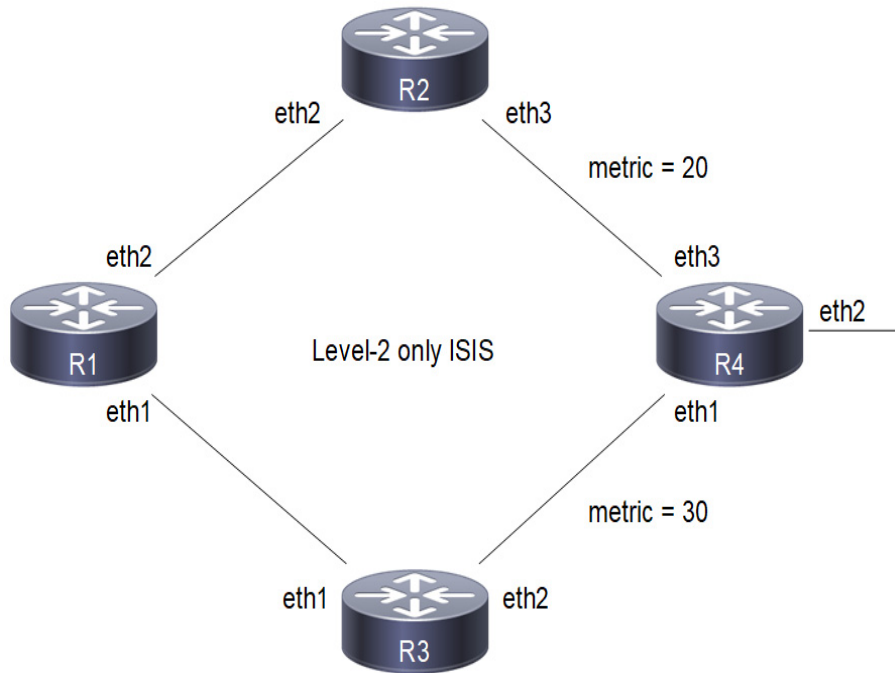 R2
eth2
eth3
metric = 20
eth2
eth3
eth2
R1
Level-2 only ISIS
R4
eth1
eth1
metric = 30
eth1
eth2
R3